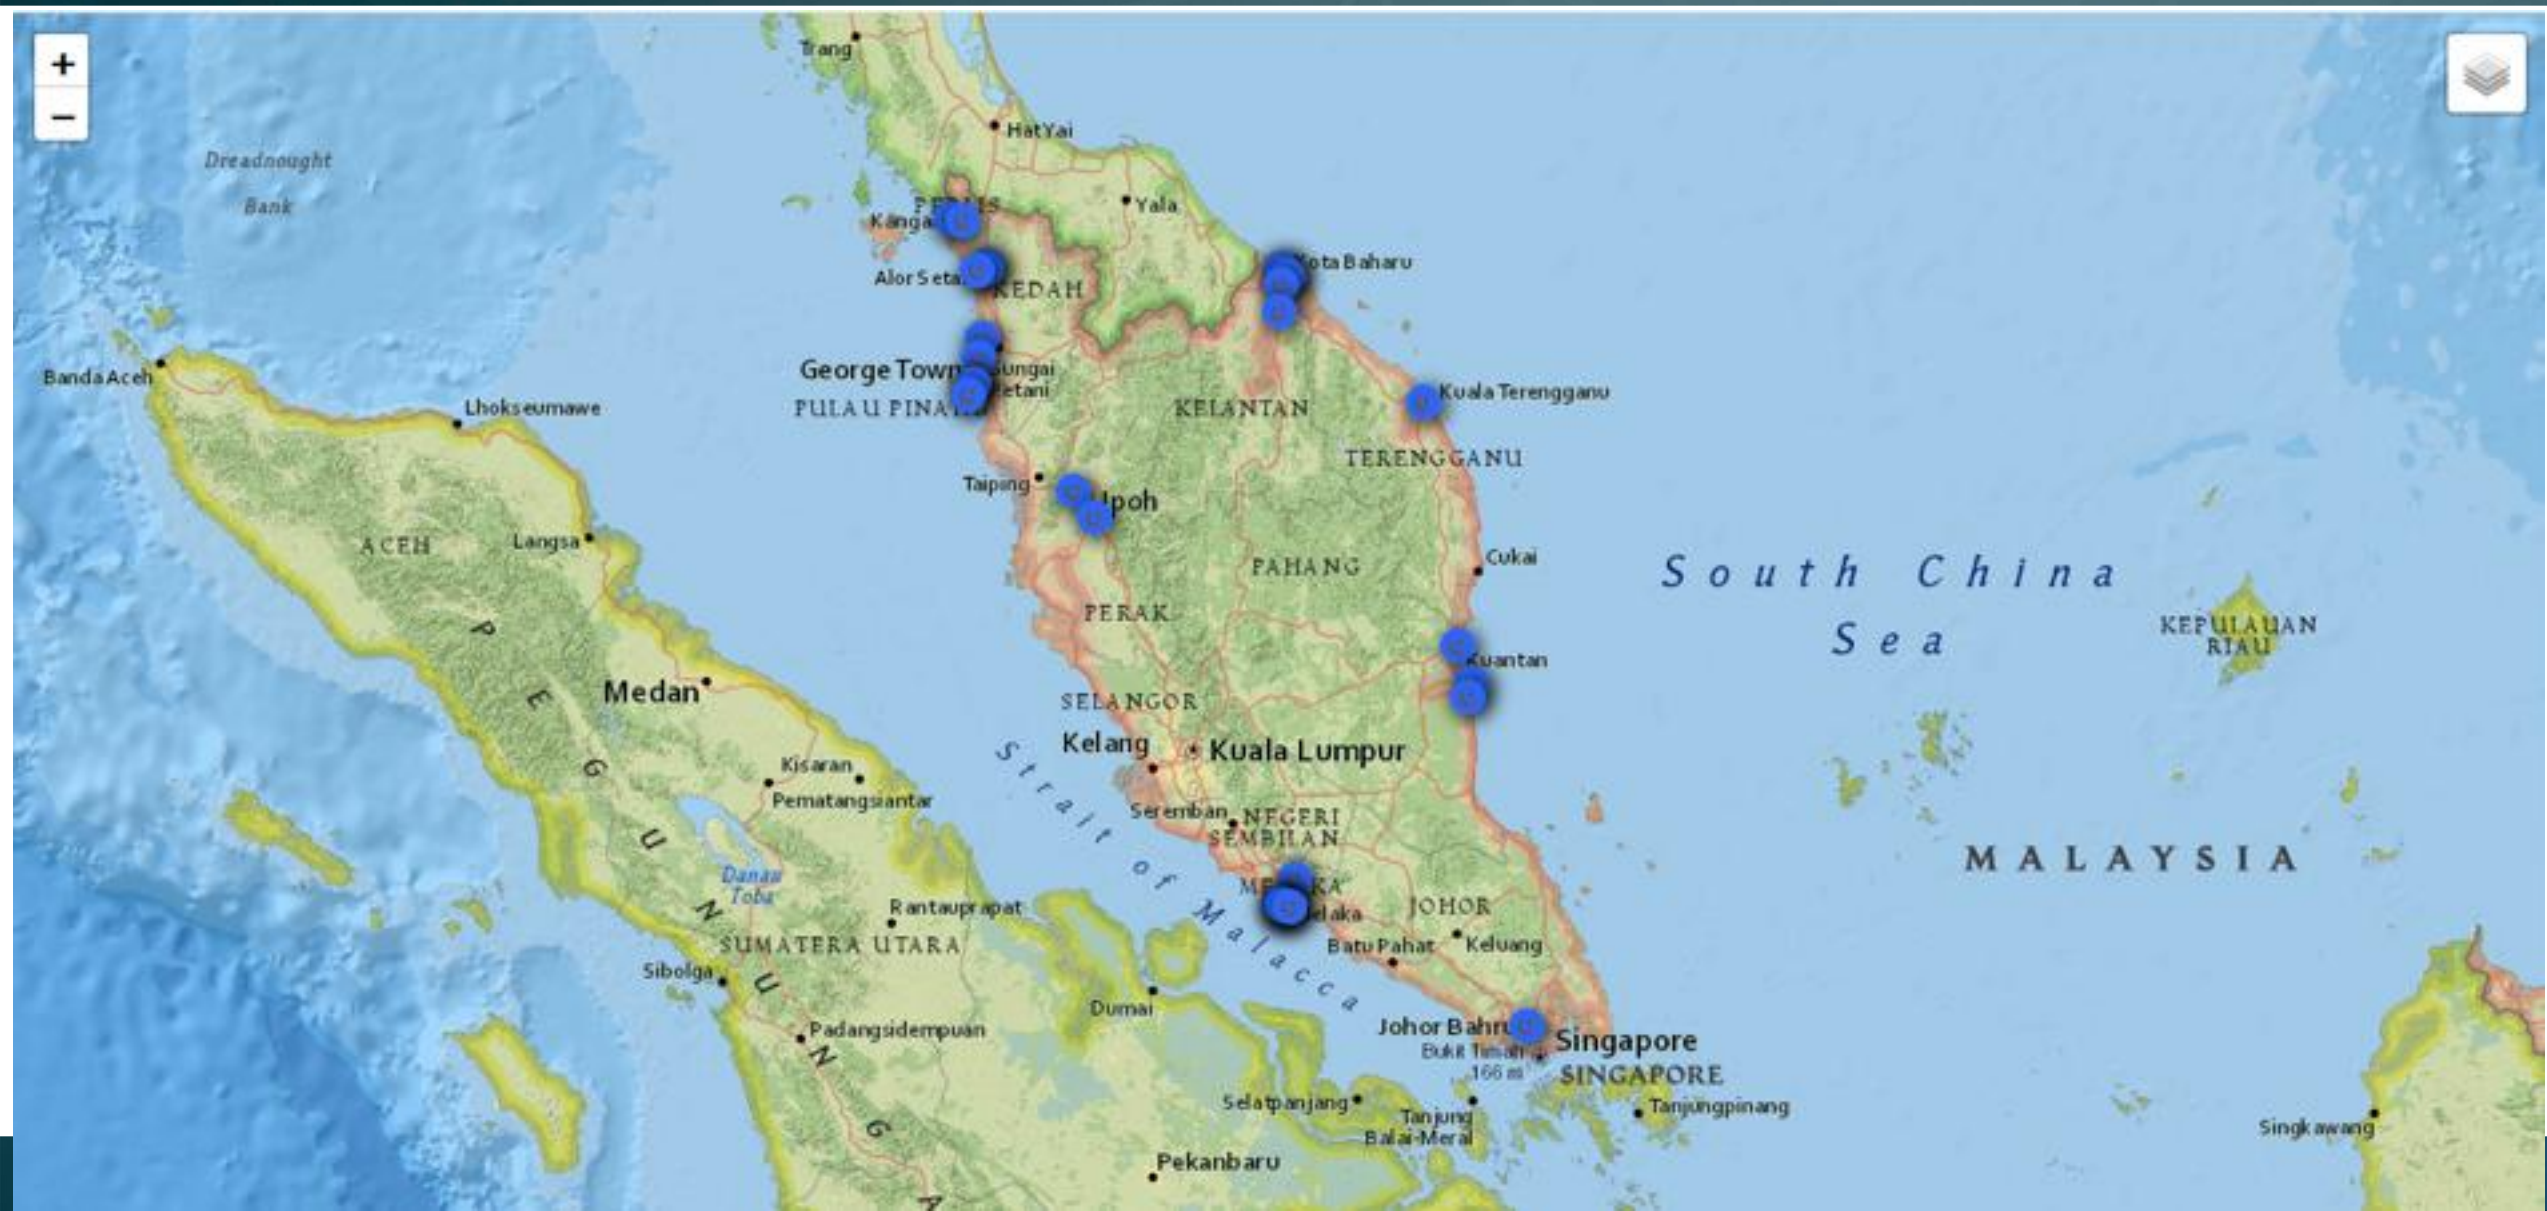 +
−
Trang
HatYai
Dreadnought
Bank
Yala
Kota Baharu
KEDAH
George Town
Sungai
Banda Aceh
Lhokseumawe
Kuala Terengganu
KELANTAN
TERENGGANU
Taiping
Ipoh
Langsa
ACEH
Cukai
PAHANG
South China
Sea
PERAK
KEPULAUAN
RIAU
Kuantan
Medan
SELANGOR
Kelang
Kuala Lumpur
Kisaran
Pematangsiantar
Seremban
NEGERI
SEMBILAN
Strait of Malacca
MALAYSIA
Danau
Toba
Rantauprapat
JOHOR
SUMATERA UTARA
Batu Pahat
Keluang
Sibolga
Dumai
Padangsidempuan
PEGUNUNGA
Johor Bahru
Singapore
Bukit Timah
166 m
SINGAPORE
Selatpanjang
Tanjung
Balai-Meral
Tanjungpinang
Singkawang
Pekanbaru